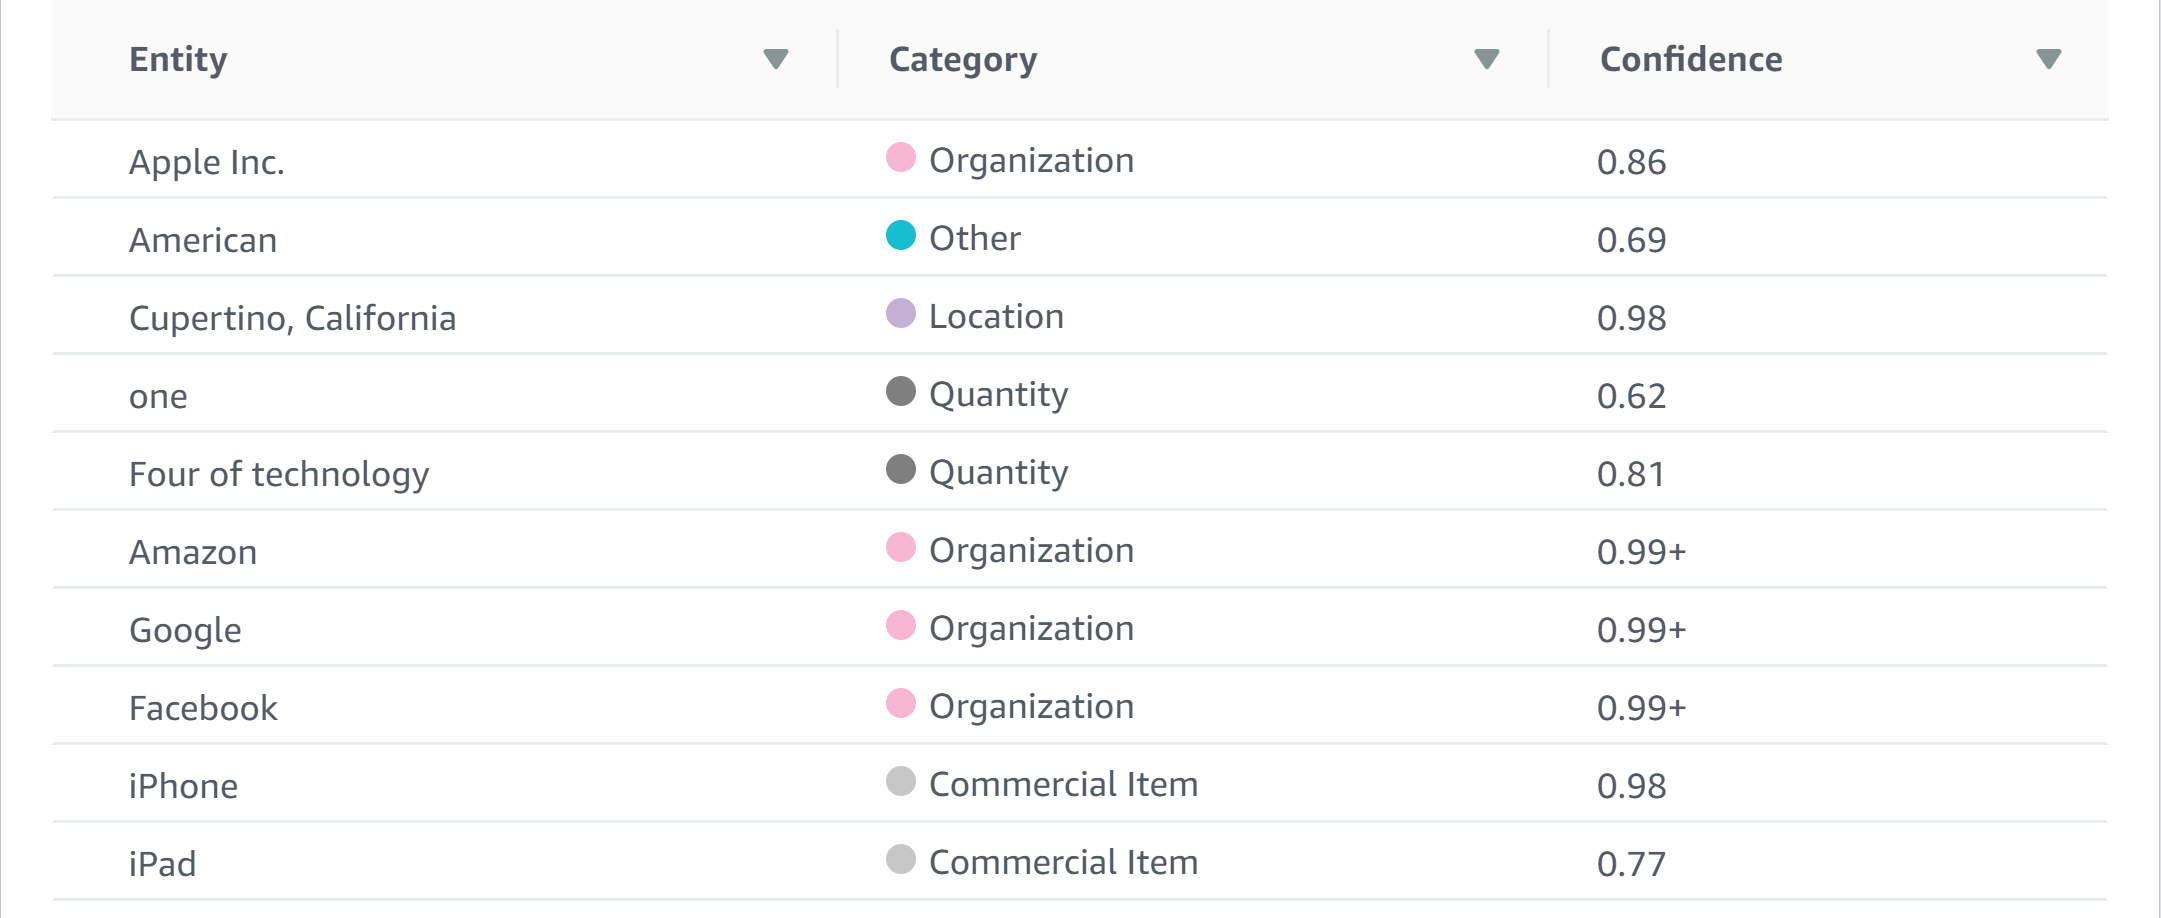 Entity Category Confidence
Apple Inc. Organization 0.86
American Other 0.69
Cupertino, California Location 0.98
one Quantity 0.62
Four of technology Quantity 0.81
Amazon Organization 0.99+
Google Organization 0.99+
Facebook Organization 0.99+
iPhone Commercial Item 0.98
iPad Commercial Item 0.77